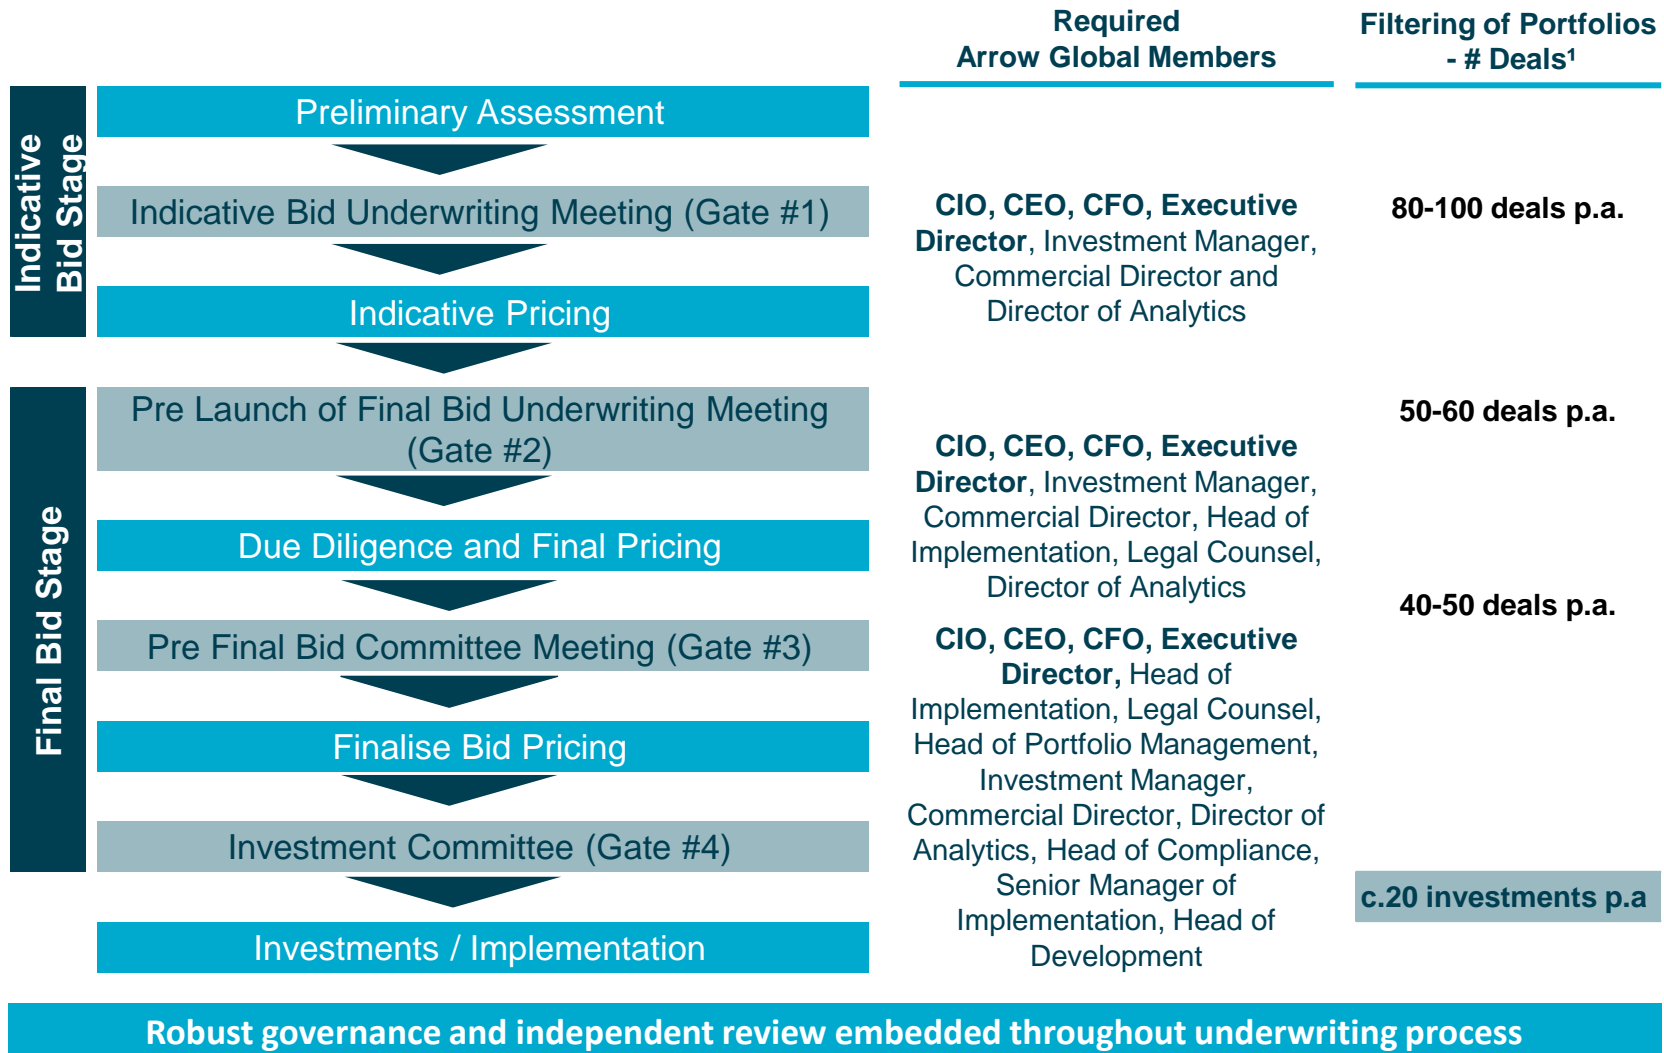 Required
Arrow Global Members
Filtering of Portfolios
- # Deals¹
Indicative
Bid Stage
Preliminary Assessment
Indicative Bid Underwriting Meeting (Gate #1)
Indicative Pricing
CIO, CEO, CFO, Executive
Director, Investment Manager,
Commercial Director and
Director of Analytics
80-100 deals p.a.
Final Bid Stage
Pre Launch of Final Bid Underwriting Meeting
(Gate #2)
Due Diligence and Final Pricing
Pre Final Bid Committee Meeting (Gate #3)
Finalise Bid Pricing
Investment Committee (Gate #4)
Investments / Implementation
CIO, CEO, CFO, Executive
Director, Investment Manager,
Commercial Director, Head of
Implementation, Legal Counsel,
Director of Analytics
CIO, CEO, CFO, Executive
Director, Head of
Implementation, Legal Counsel,
Head of Portfolio Management,
Investment Manager,
Commercial Director, Director of
Analytics, Head of Compliance,
Senior Manager of
Implementation, Head of
Development
50-60 deals p.a.
40-50 deals p.a.
c.20 investments p.a
Robust governance and independent review embedded throughout underwriting process